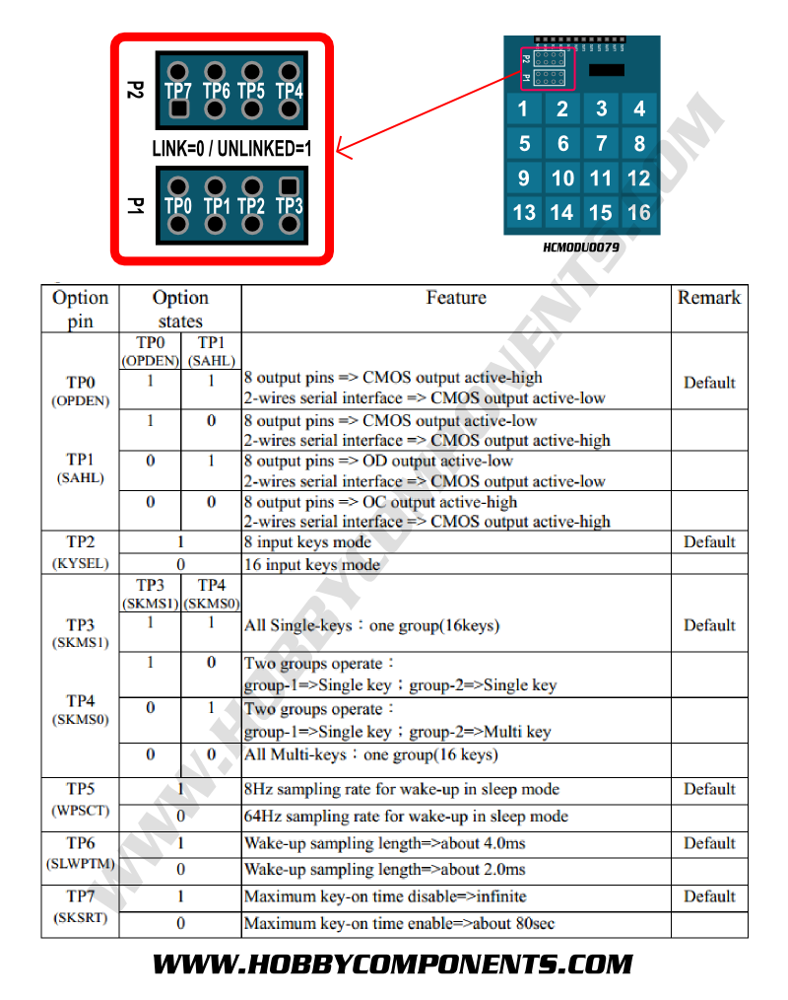 P2
TP7 TP6 TP5 TP4
LINK=0 / UNLINKED=1
P1
TP0 TP1 TP2 TP3
P2
P1
1 2 3 4
5 6 7 8
9 10 11 12
13 14 15 16
HCMODU0079
Option pin Option states Feature Remark
TP0 (OPDEN) TP1 (SAHL)
TP0 (OPDEN) TP1 (SAHL)
1 1 8 output pins => CMOS output active-high
2-wires serial interface => CMOS output active-low
Default
1 0 8 output pins => CMOS output active-low
2-wires serial interface => CMOS output active-high
0 1 8 output pins => OD output active-low
2-wires serial interface => CMOS output active-low
0 0 8 output pins => OC output active-high
2-wires serial interface => CMOS output active-high
TP2 (KYSEL) 1 8 input keys mode Default
0 16 input keys mode
TP3 (SKMS1) TP4 (SKMS0)
TP3 (SKMS1) TP4 (SKMS0)
1 1 All Single-keys：one group(16keys) Default
1 0 Two groups operate：
group-1=>Single key；group-2=>Single key
0 1 Two groups operate：
group-1=>Single key；group-2=>Multi key
0 0 All Multi-keys：one group(16 keys)
TP5 (WPSCT) 1 8Hz sampling rate for wake-up in sleep mode Default
0 64Hz sampling rate for wake-up in sleep mode
TP6 (SLWPTM) 1 Wake-up sampling length=>about 4.0ms Default
0 Wake-up sampling length=>about 2.0ms
TP7 (SKSRT) 1 Maximum key-on time disable=>infinite Default
0 Maximum key-on time enable=>about 80sec
WWW.HOBBYCOMPONENTS.COM
WWW.HOBBYCOMPONENTS.COM